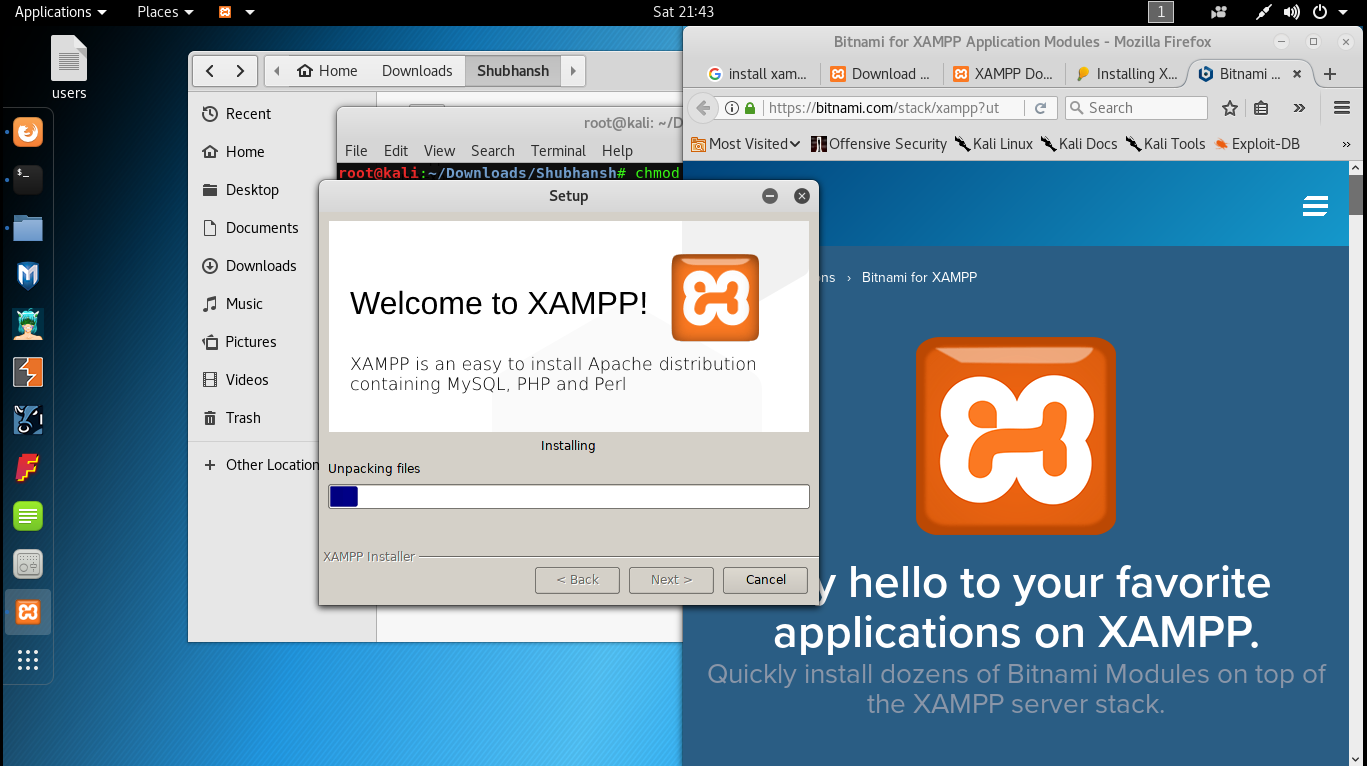 Applications Places Sat 21:43 1
users
Home Downloads Shubhansh
Recent
Home
Desktop
Documents
Downloads
Music
Pictures
Videos
Trash
Other Location
root@kali: ~/D
File Edit View Search Terminal Help
root@kali:~/Downloads/Shubhansh# chmod
Setup
Welcome to XAMPP!
XAMPP is an easy to install Apache distribution
containing MySQL, PHP and Perl
Installing
Unpacking files
XAMPP Installer
< Back Next > Cancel
Bitnami for XAMPP Application Modules - Mozilla Firefox
install xam... Download ... XAMPP Do... Installing X... Bitnami ...
https://bitnami.com/stack/xampp?ut Search
Most Visited Offensive Security Kali Linux Kali Docs Kali Tools Exploit-DB
ons › Bitnami for XAMPP
y hello to your favorite
applications on XAMPP.
Quickly install dozens of Bitnami Modules on top of
the XAMPP server stack.